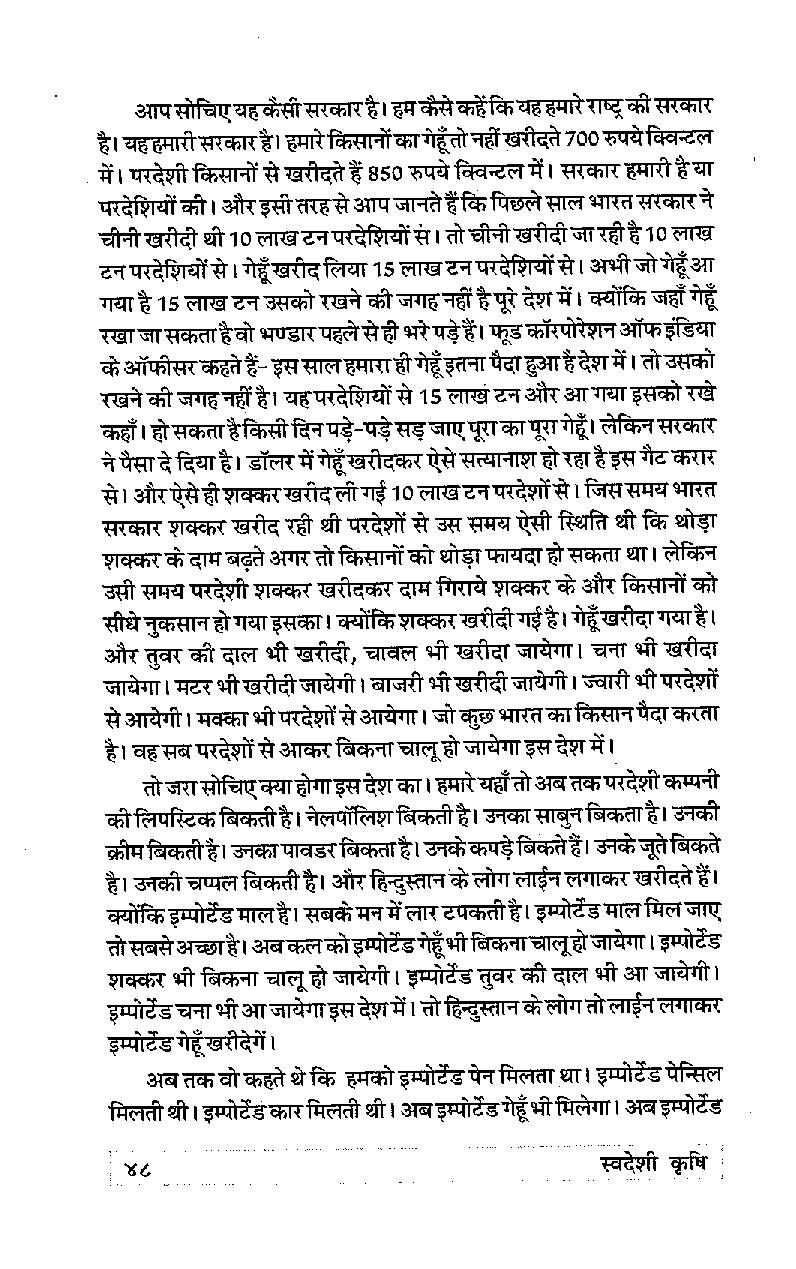 आप सोचिए यह कैसी सरकार है। हम कैसे कहें कि यह हमारे राष्ट्र की सरकार
है। यह हमारी सरकार है। हमारे किसानों का गेहूँ तो नहीं खरीदते 700 रुपये क्विन्टल
में। परदेशी किसानों से खरीदते हैं 850 रुपये क्विन्टल में। सरकार हमारी है या
परदेशियों की। और इसी तरह से आप जानते हैं कि पिछले साल भारत सरकार ने
चीनी खरीदी थी 10 लाख टन परदेशियों सं। तो चीनी खरीदी जा रही है 10 लाख
टन परदेशियों से। गेहूँ खरीद लिया 15 लाख टन परदेशियों से। अभी जो गेहूँ आ
गया है 15 लाख टन उसको रखने की जगह नहीं है पूरे देश में। क्योंकि जहाँ गेहूँ
रखा जा सकता है वो भण्डार पहले से ही भरे पड़े हैं। फूड कॉरपोरेशन ऑफ इंडिया
के ऑफीसर कहते हैं- इस साल हमारा ही गेहूँ इतना पैदा हुआ है देश में। तो उसको
रखने की जगह नहीं है। यह परदेशियों से 15 लाख टन और आ गया इसको रखे
कहाँ। हो सकता है किसी दिन पड़े-पड़े सड़ जाए पूरा का पूरा गेहूँ। लेकिन सरकार
ने पैसा दे दिया है। डॉलर में गेहूँ खरीदकर ऐसे सत्यानाश हो रहा है इस गैट करार
से। और ऐसे ही शक्कर खरीद ली गई 10 लाख टन परदेशों से। जिस समय भारत
सरकार शक्कर खरीद रही थी परदेशों से उस समय ऐसी स्थिति थी कि थोड़ा
शक्कर के दाम बढ़ते अगर तो किसानों को थोड़ा फायदा हो सकता था। लेकिन
उसी समय परदेशी शक्कर खरीदकर दाम गिराये शक्कर के और किसानों को
सीधे नुकसान हो गया इसका। क्योंकि शक्कर खरीदी गई है। गेहूँ खरीदा गया है।
और तुवर की दाल भी खरीदी, चावल भी खरीदा जायेगा। चना भी खरीदा
जायेगा। मटर भी खरीदी जायेगी। बाजरी भी खरीदी जायेगी। ज्वारी भी परदेशों
से आयेगी। मक्का भी परदेशों से आयेगा। जो कुछ भारत का किसान पैदा करता
है। वह सब परदेशों से आकर बिकना चालू हो जायेगा इस देश में।
तो जरा सोचिए क्या होगा इस देश का। हमारे यहाँ तो अब तक परदेशी कम्पनी
की लिपस्टिक बिकती है। नेलपॉलिश बिकती है। उनका साबुन बिकता है। उनकी
क्रीम बिकती है। उनका पावडर बिकता है। उनके कपड़े बिकते हैं। उनके जूते बिकते
है। उनकी चप्पल बिकती है। और हिन्दुस्तान के लोग लाईन लगाकर खरीदते हैं।
क्योंकि इम्पोर्टेड माल है। सबके मन में लार टपकती है। इम्पोर्टेड माल मिल जाए
तो सबसे अच्छा है। अब कल को इम्पोर्टेड गेहूँ भी बिकना चालू हो जायेगा। इम्पोर्टेड
शक्कर भी बिकना चालू हो जायेगी। इम्पोर्टेड तुवर की दाल भी आ जायेगी।
इम्पोर्टेड चना भी आ जायेगा इस देश में। तो हिन्दुस्तान के लोग तो लाईन लगाकर
इम्पोर्टेड गेहूँ खरीदेगें।
अब तक वो कहते थे कि हमको इम्पोर्टेड पेन मिलता था। इम्पोर्टेड पेन्सिल
मिलती थी। इम्पोर्टेड कार मिलती थी। अब इम्पोर्टेड गेहूँ भी मिलेगा। अब इम्पोर्टेड
४८ स्वदेशी कृषि